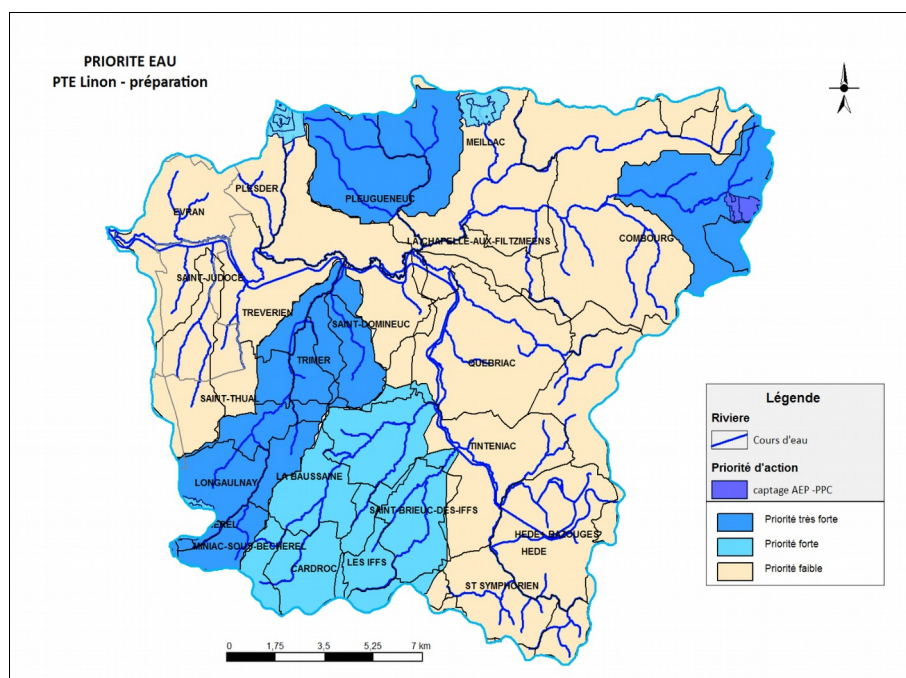 PRIORITE EAU
PTE Linon - préparation
MEILLAC
PLESDER
PLEUGUENEUC
EVRAN
LA CHAPELLE-AUX-FILTZMEENS
COMBOURG
SAINT-JUDOCE
TREVERIEN
SAINT-DOMINEUC
TRIMER
QUEBRIAC
SAINT-THUAL
TINTENIAC
LONGAULNAY
LA BAUSSAINE
SAINT-BRIEUC-DES-IFFS
EREL
HEDE-BAZOUGES
MINIAC-SOUS-BECHEREL
HEDE
LES IFFS
CARDROC
ST SYMPHORIEN
Légende
Riviere
Cours d'eau
Priorité d'action
captage AEP -PPC
Priorité très forte
Priorité forte
Priorité faible
0 1,75 3,5 5,25 7 km